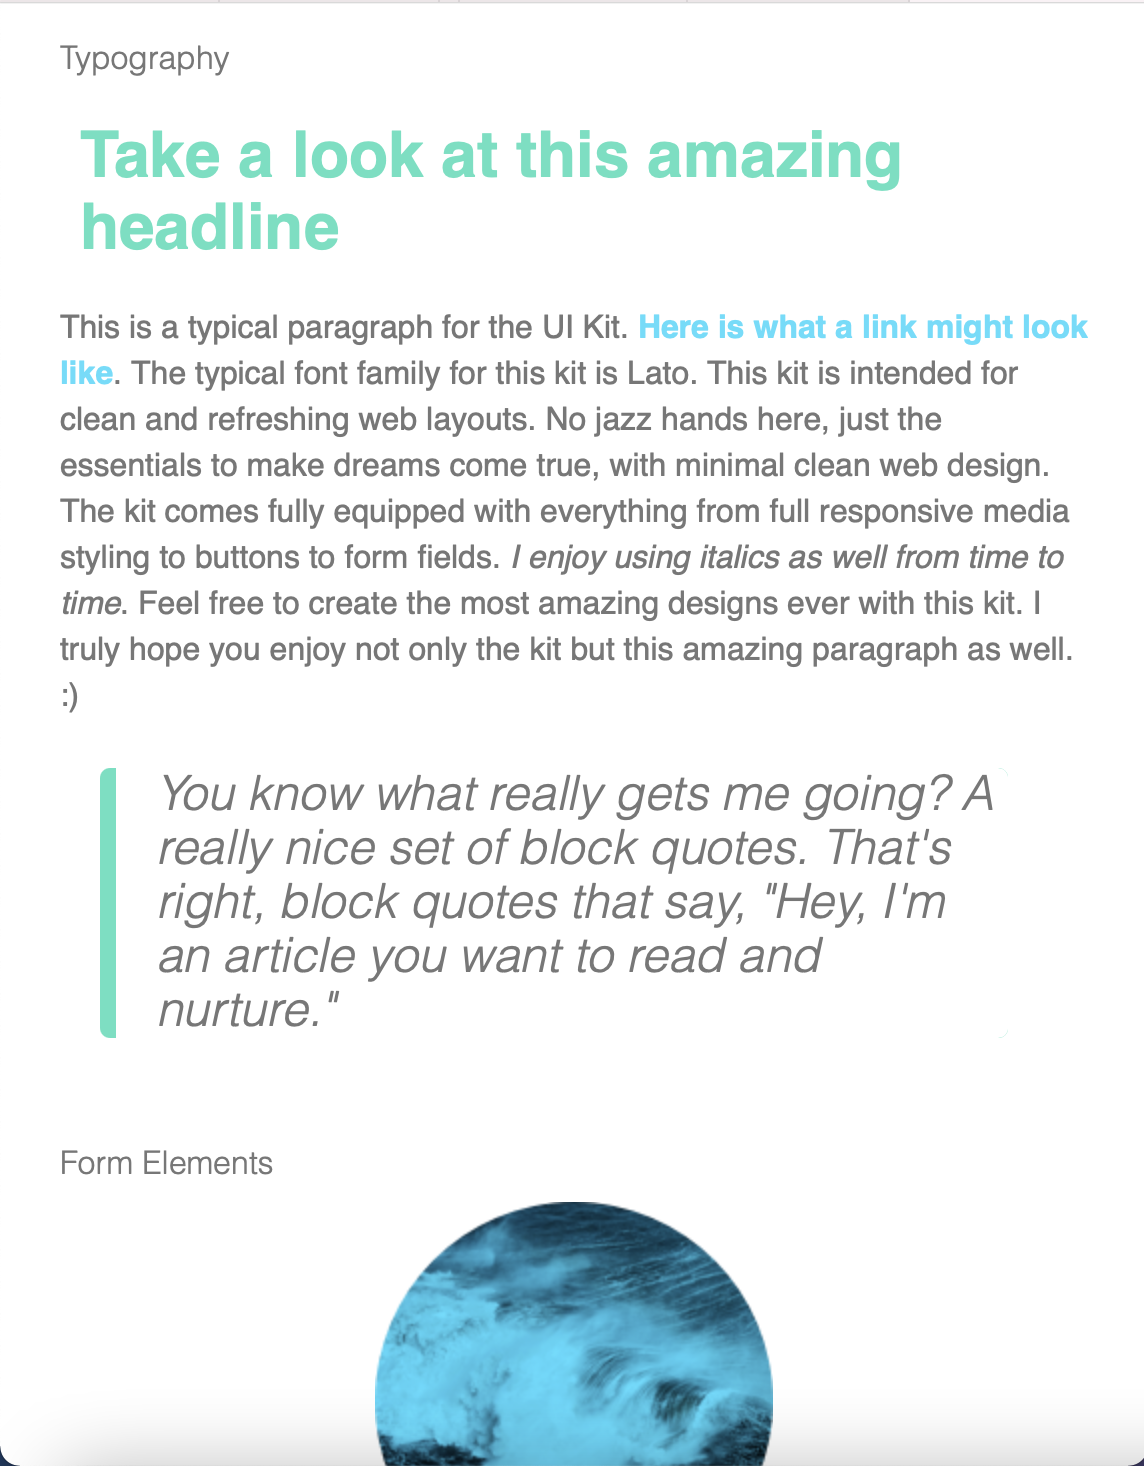 Typography
Take a look at this amazing
headline
This is a typical paragraph for the UI Kit. Here is what a link might look
like. The typical font family for this kit is Lato. This kit is intended for
clean and refreshing web layouts. No jazz hands here, just the
essentials to make dreams come true, with minimal clean web design.
The kit comes fully equipped with everything from full responsive media
styling to buttons to form fields. I enjoy using italics as well from time to
time. Feel free to create the most amazing designs ever with this kit. I
truly hope you enjoy not only the kit but this amazing paragraph as well.
:)
You know what really gets me going? A
really nice set of block quotes. That's
right, block quotes that say, "Hey, I'm
an article you want to read and
nurture."
Form Elements